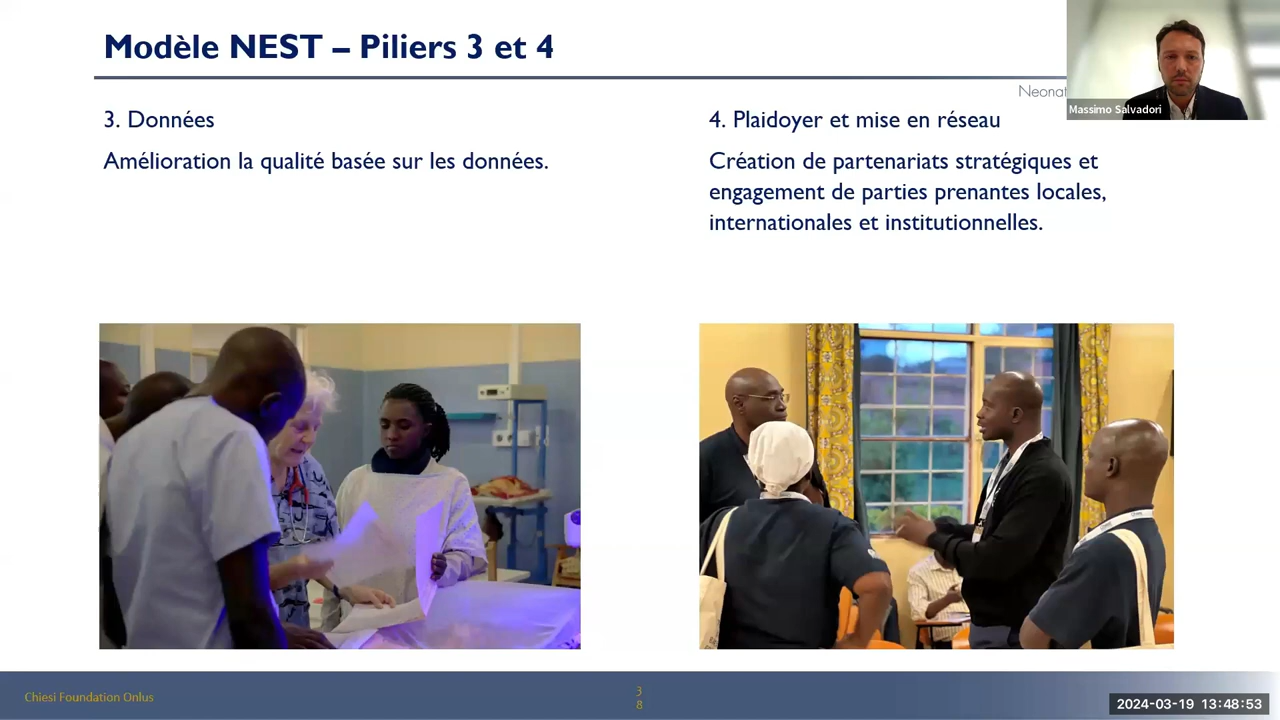 Modèle NEST – Piliers 3 et 4
Massimo Salvadori
3. Données
Amélioration la qualité basée sur les données.
4. Plaidoyer et mise en réseau
Création de partenariats stratégiques et
engagement de parties prenantes locales,
internationales et institutionnelles.
Chiesi Foundation Onlus
3
8
2024-03-19 13:48:53